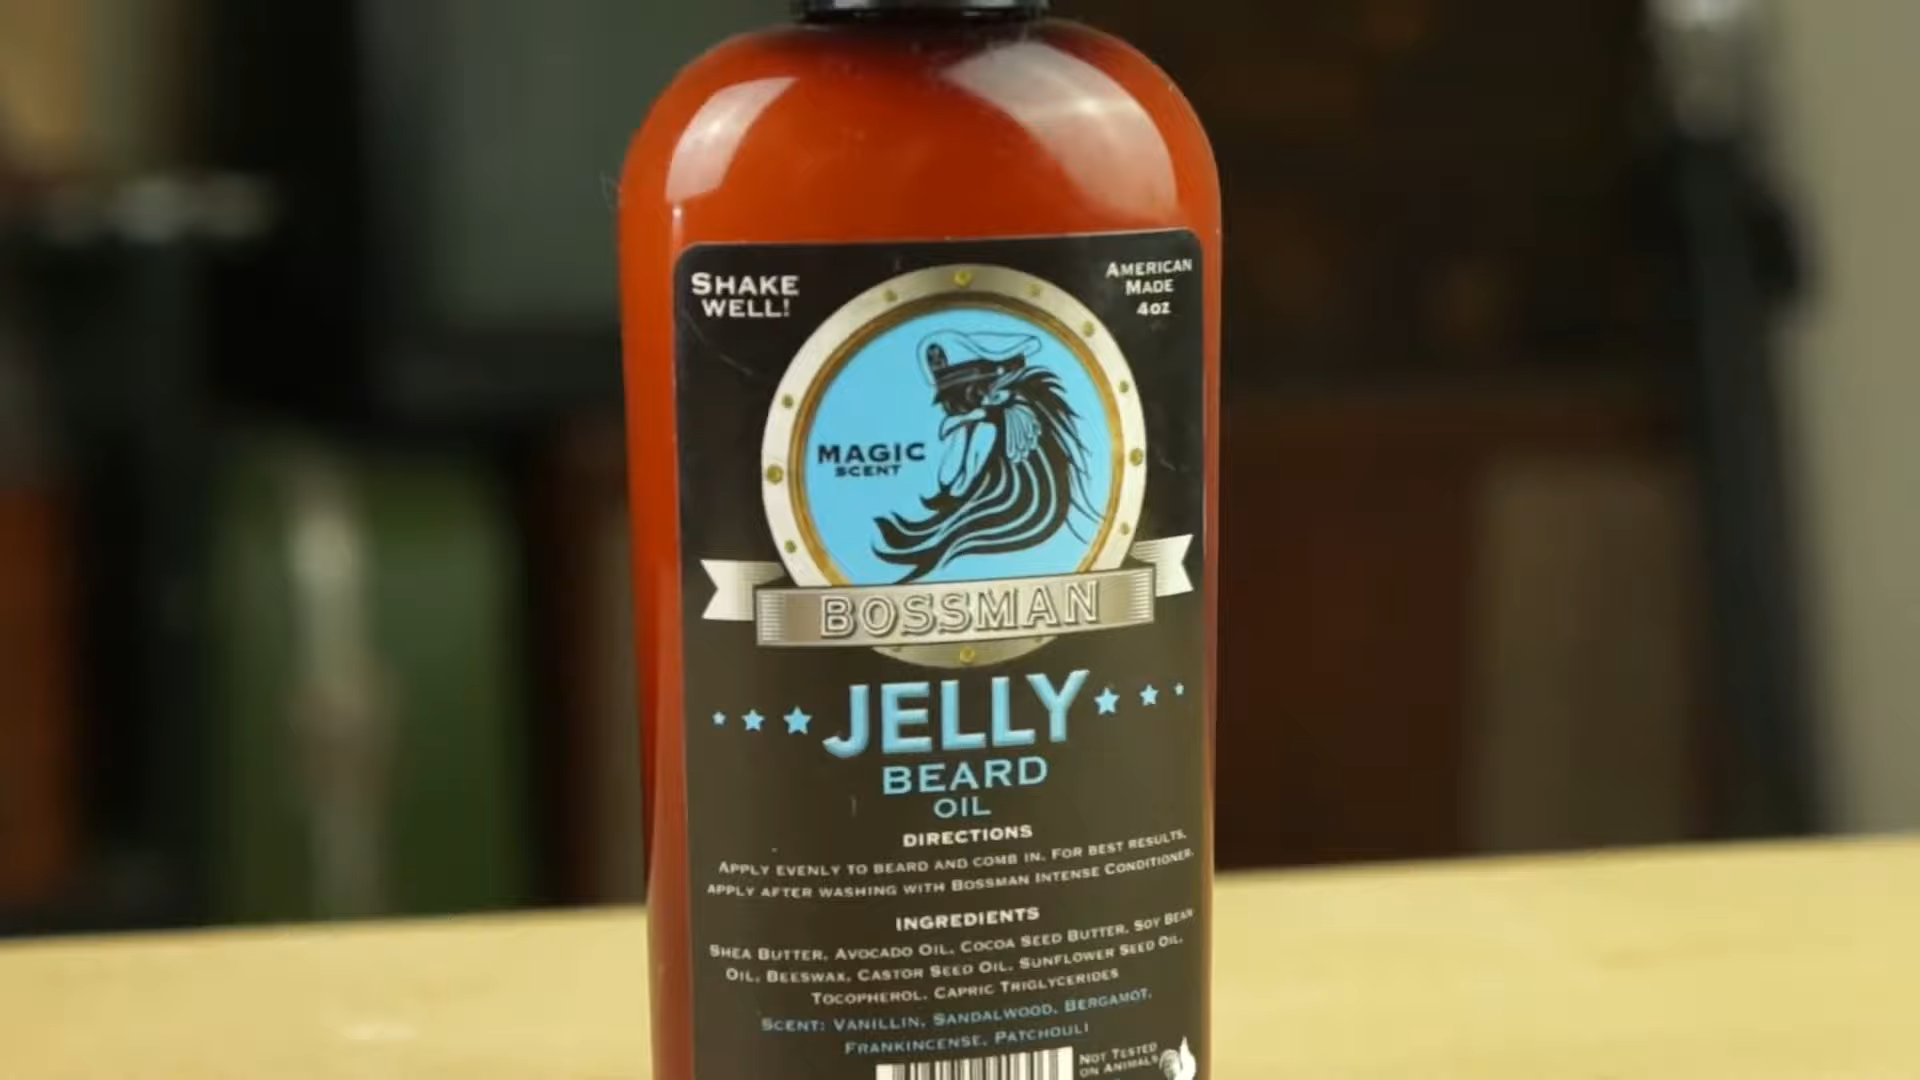 SHAKE
WELL!
AMERICAN
MADE
4OZ
MAGIC
SCENT
BOSSMAN
JELLY
BEARD
OIL
DIRECTIONS
APPLY EVENLY TO BEARD AND COMB IN. FOR BEST RESULTS,
APPLY AFTER WASHING WITH BOSSMAN INTENSE CONDITIONER.
INGREDIENTS
SHEA BUTTER, AVOCADO OIL, COCOA SEED BUTTER, SOY BEAN
OIL, BEESWAX, CASTOR SEED OIL, SUNFLOWER SEED OIL,
TOCOPHEROL, CAPRIC TRIGLYCERIDES
SCENT: VANILLIN, SANDALWOOD, BERGAMOT,
FRANKINCENSE, PATCHOULI
NOT TESTED
ON ANIMALS